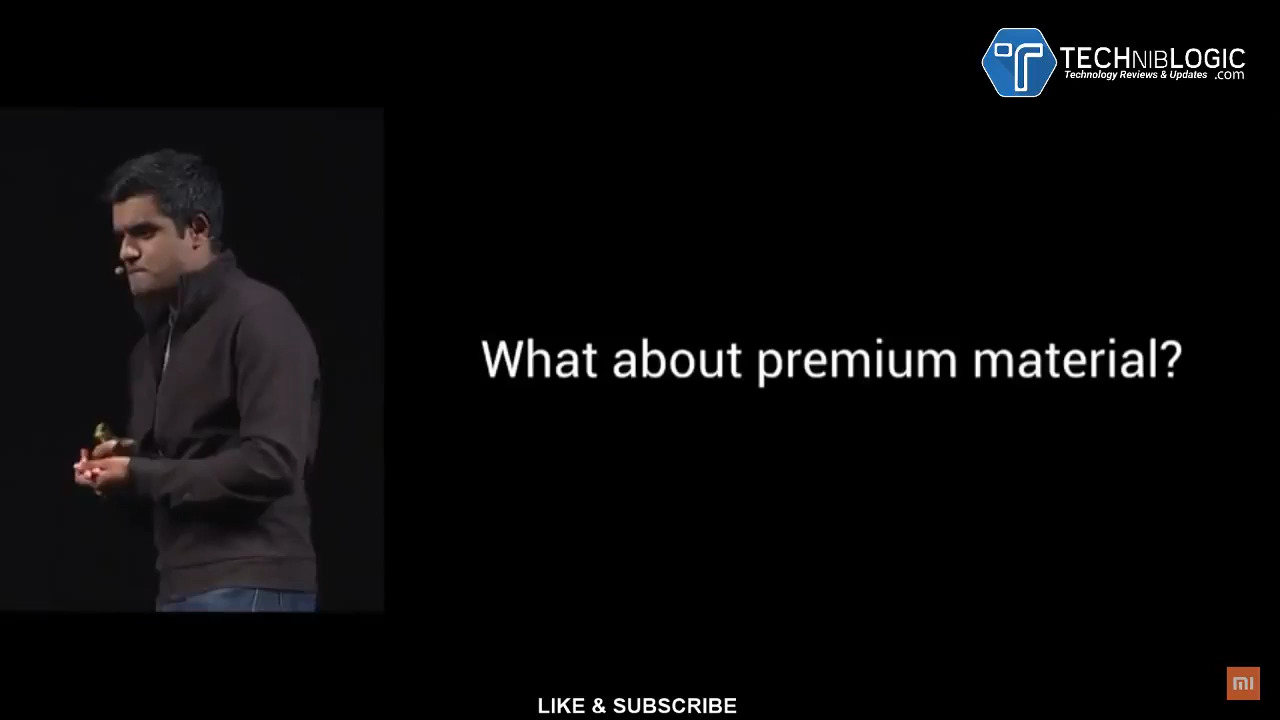 TECHNIBLOGIC
Technology Reviews & Updates .com
What about premium material?
MI
LIKE & SUBSCRIBE